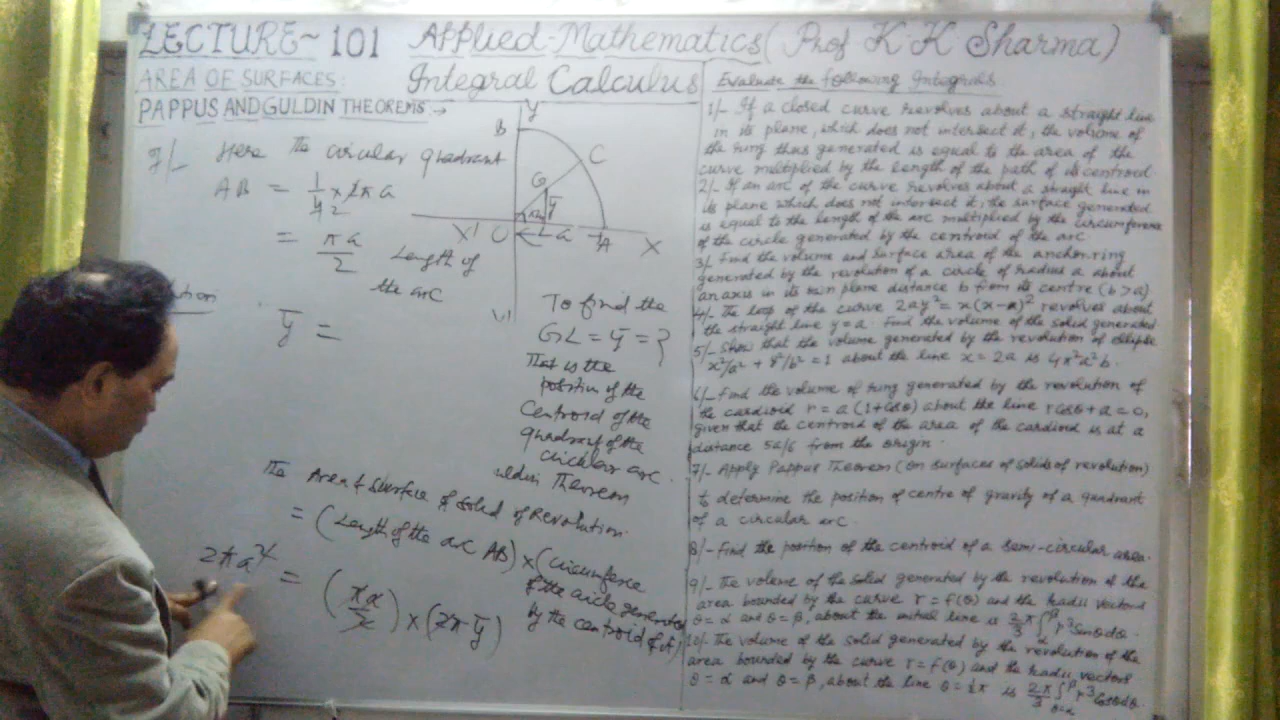 LECTURE~101 Applied-Mathematics (Prof K.K Sharma)
AREA OF SURFACES:
Integral Calculus
PAPPUS AND GULDIN THEOREMS:→
7/- Here the circular quadrant
AB = 1/4 × 2π a
2
= πa/2 Length of
the arc
ȳ =
Y
B
C
G
ȳ
X' O L a A X
To find the
GL = ȳ = ?
That is the
position of the
Centroid of the
quadrant of the
circular arc.
Theorem
The Area of Surface of Solid of Revolution.
= (Length of the arc AB) × (Circumference
of the circle generated
by the centroid of A)
2πa² = (πa/2) × (2π ȳ)
Evaluate the following Integrals
1/- If a closed curve revolves about a straight line
in its plane, which does not intersect it, the volume of
the ring thus generated is equal to the area of the
curve multiplied by the length of the path of its centroid.
2/- If an arc of the curve revolves about a straight line in
its plane which does not intersect it, the surface generated
is equal to the length of the arc multiplied by the circumference
of the circle generated by the centroid of the arc
3/- Find the volume and surface area of the anchor-ring
generated by the revolution of a circle of radius a about
an axis in its own plane distance b from its centre (b>a)
4/- The loop of the curve 2ay² = x(x-a)² revolves about
the straight line y=a. Find the volume of the solid generated
5/- Show that the volume generated by the revolution of ellipse
x²/a² + y²/b² = 1 about the line x = 2a is 4π²a²b.
6/- Find the volume of ring generated by the revolution of
the cardioid r = a(1+cosθ) about the line r cosθ + a = 0,
given that the centroid of the area of the cardioid is at a
distance 5a/6 from the origin.
7/- Apply Pappus Theorem (on surfaces of solids of revolution)
to determine the position of centre of gravity of a quadrant
of a circular arc.
8/- Find the position of the centroid of a semi-circular area.
9/- The volume of the solid generated by the revolution of the
area bounded by the curve r = f(θ) and the radii vectors
θ = α and θ = β, about the initial line is 2π/3 ∫αβ r³ sinθ dθ.
10/- The volume of the solid generated by the revolution of the
area bounded by the curve r = f(θ) and the radii vectors
θ = α and θ = β, about the line θ = ½π is 2π/3 ∫θ=αβ r³ cosθ dθ.